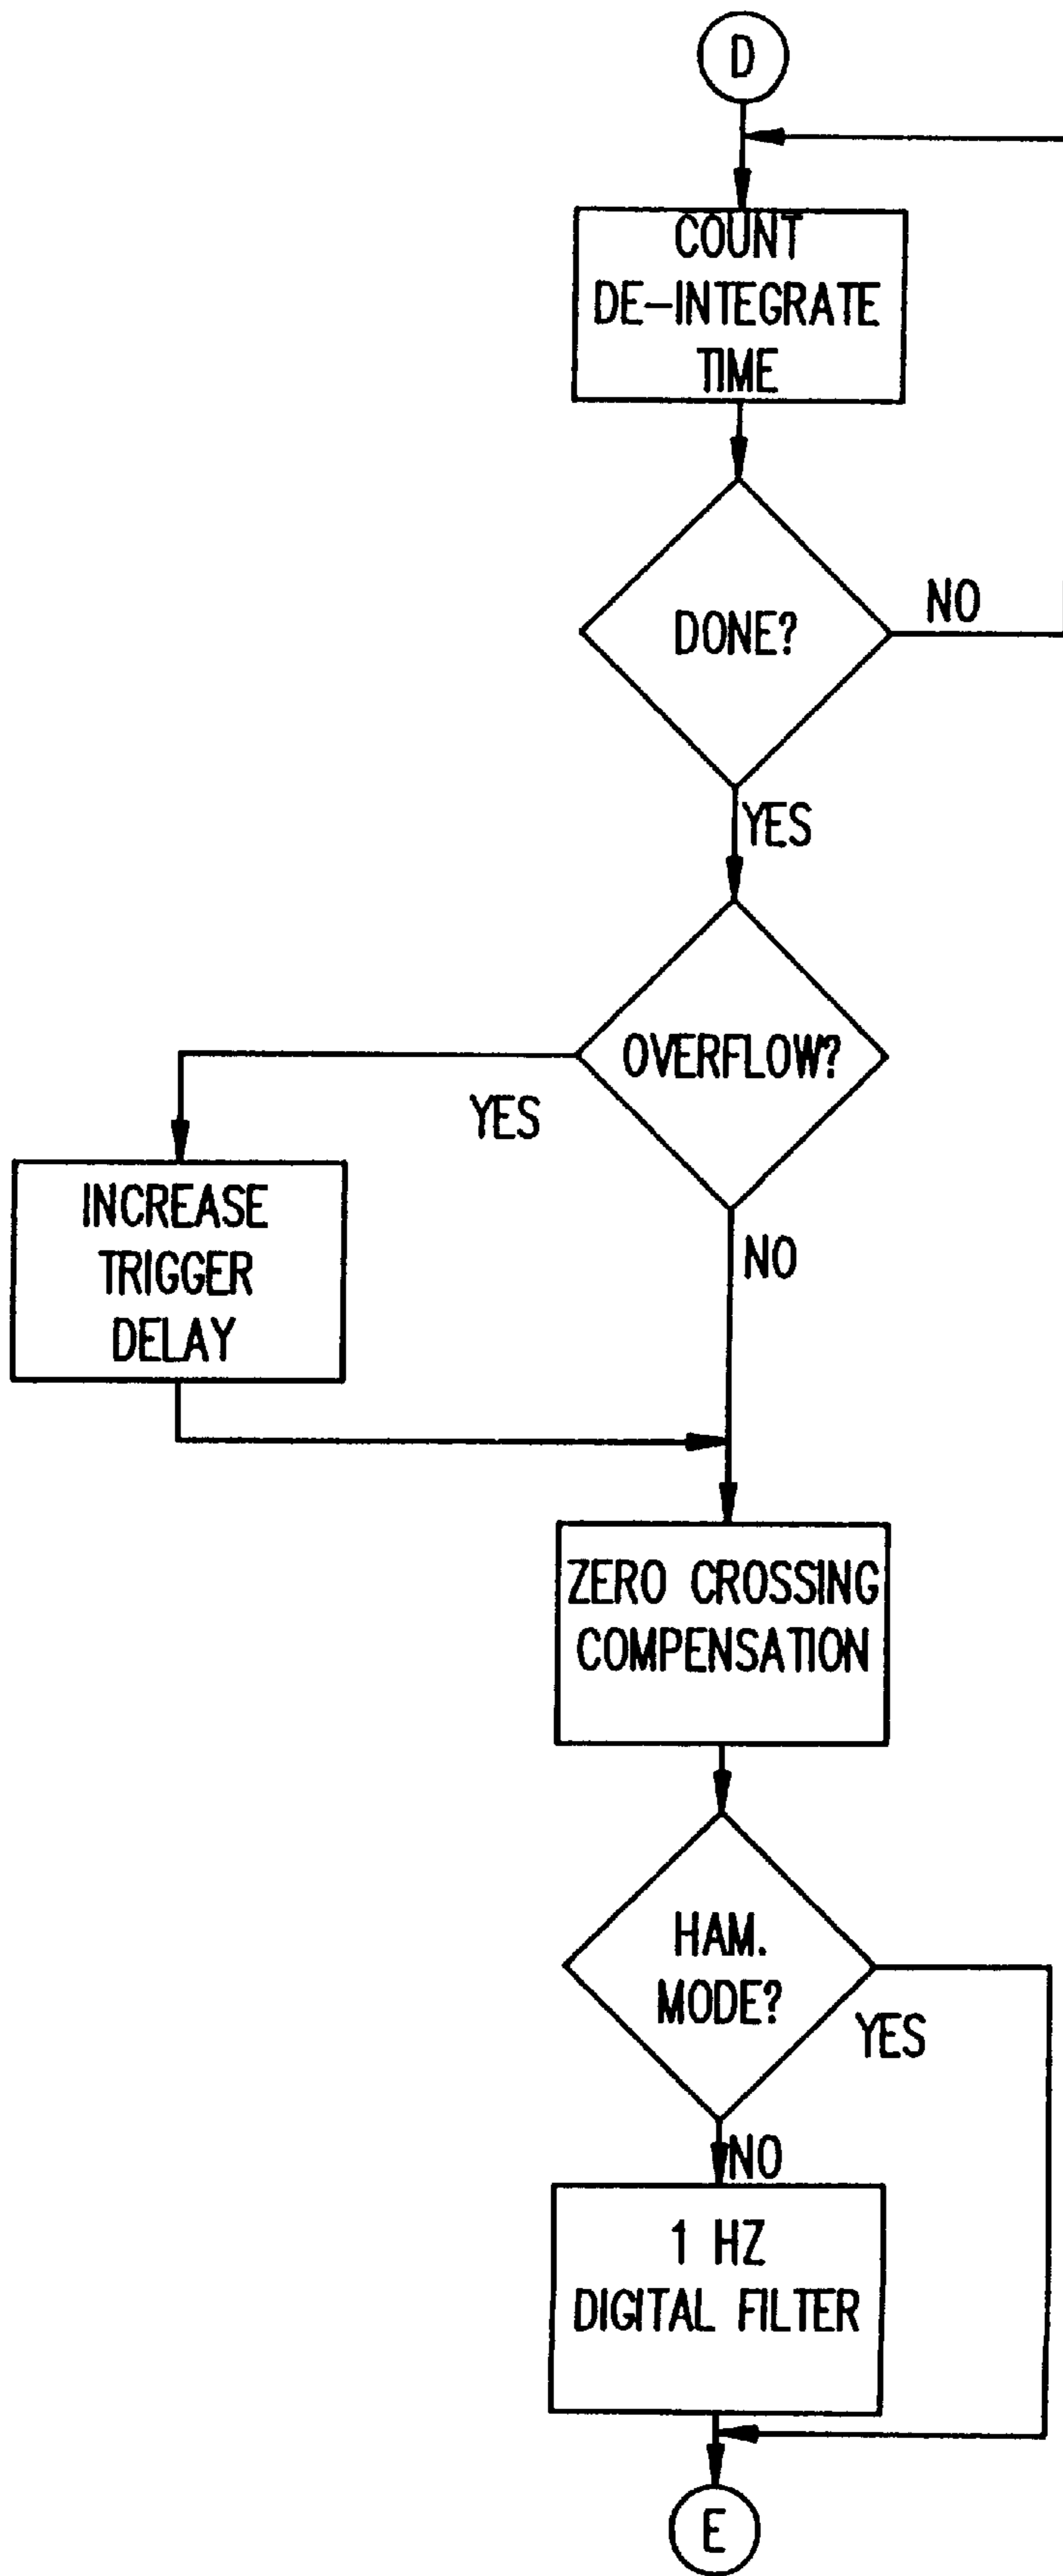 D
COUNT
DE-INTEGRATE
TIME
DONE?
NO
YES
OVERFLOW?
YES
NO
INCREASE
TRIGGER
DELAY
ZERO CROSSING
COMPENSATION
HAM.
MODE?
YES
NO
1 HZ
DIGITAL FILTER
E